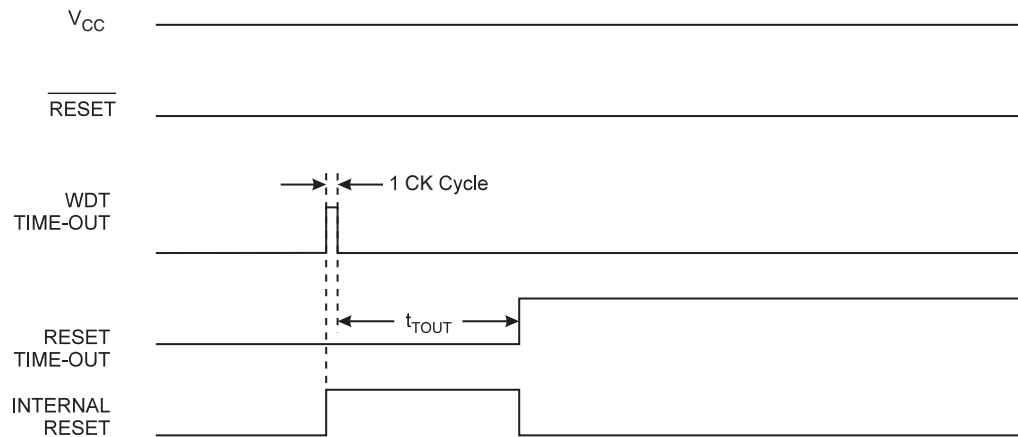 VCC
RESET
1 CK Cycle
WDT
TIME-OUT
tTOUT
RESET
TIME-OUT
INTERNAL
RESET